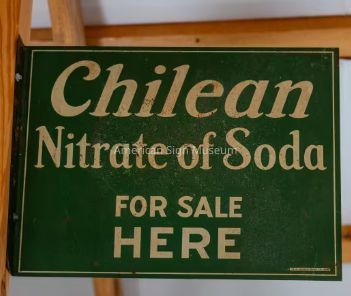 Chilean
Nitrate of Soda
American Sign Museum
FOR SALE
HERE